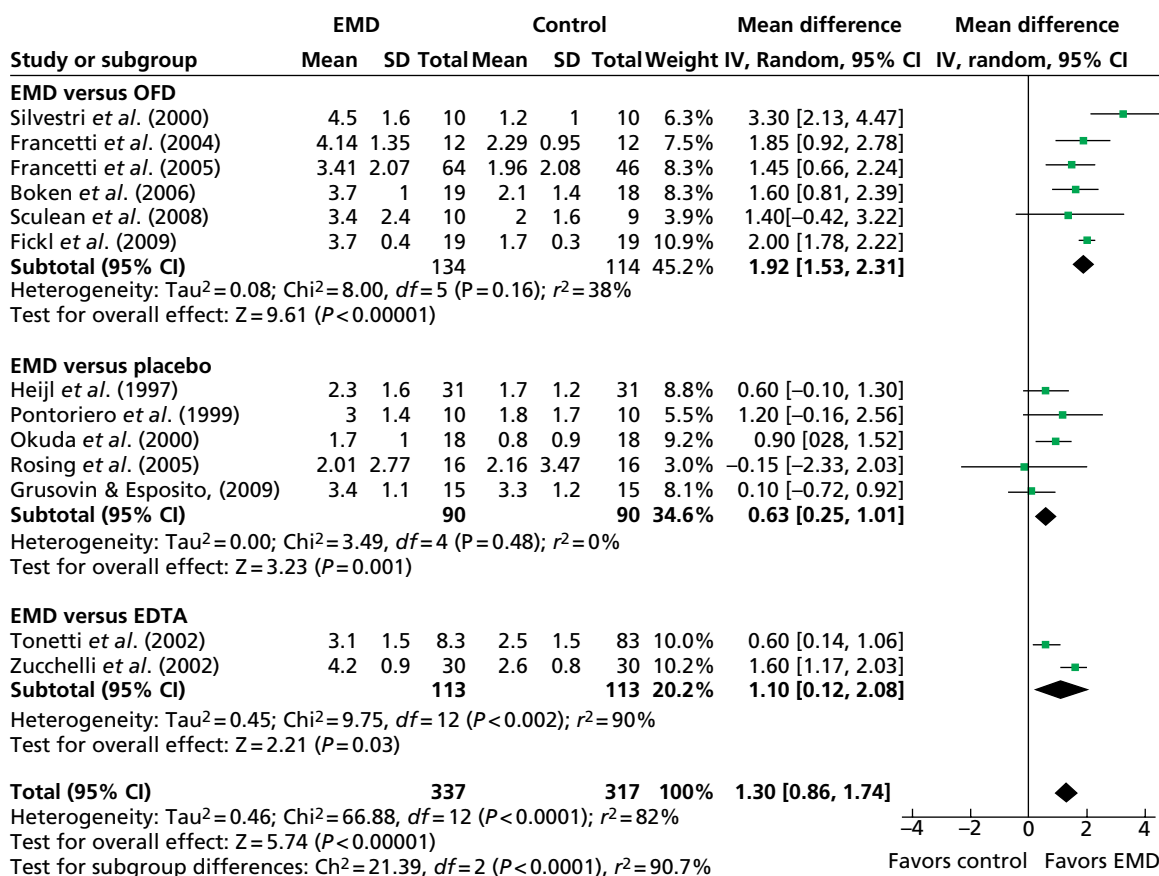 EMD Control Mean difference Mean difference
Study or subgroup Mean SD Total Mean SD Total Weight IV, Random, 95% CI IV, random, 95% CI
EMD versus OFD
Silvestri et al. (2000) 4.5 1.6 10 1.2 1 10 6.3% 3.30 [2.13, 4.47]
Francetti et al. (2004) 4.14 1.35 12 2.29 0.95 12 7.5% 1.85 [0.92, 2.78]
Francetti et al. (2005) 3.41 2.07 64 1.96 2.08 46 8.3% 1.45 [0.66, 2.24]
Boken et al. (2006) 3.7 1 19 2.1 1.4 18 8.3% 1.60 [0.81, 2.39]
Sculean et al. (2008) 3.4 2.4 10 2 1.6 9 3.9% 1.40[–0.42, 3.22]
Fickl et al. (2009) 3.7 0.4 19 1.7 0.3 19 10.9% 2.00 [1.78, 2.22]
Subtotal (95% CI) 134 114 45.2% 1.92 [1.53, 2.31]
Heterogeneity: Tau²=0.08; Chi²=8.00, df=5 (P=0.16); r²=38%
Test for overall effect: Z=9.61 (P<0.00001)
EMD versus placebo
Heijl et al. (1997) 2.3 1.6 31 1.7 1.2 31 8.8% 0.60 [–0.10, 1.30]
Pontoriero et al. (1999) 3 1.4 10 1.8 1.7 10 5.5% 1.20 [–0.16, 2.56]
Okuda et al. (2000) 1.7 1 18 0.8 0.9 18 9.2% 0.90 [028, 1.52]
Rosing et al. (2005) 2.01 2.77 16 2.16 3.47 16 3.0% –0.15 [–2.33, 2.03]
Grusovin & Esposito, (2009) 3.4 1.1 15 3.3 1.2 15 8.1% 0.10 [–0.72, 0.92]
Subtotal (95% CI) 90 90 34.6% 0.63 [0.25, 1.01]
Heterogeneity: Tau²=0.00; Chi²=3.49, df=4 (P=0.48); r²=0%
Test for overall effect: Z=3.23 (P=0.001)
EMD versus EDTA
Tonetti et al. (2002) 3.1 1.5 8.3 2.5 1.5 83 10.0% 0.60 [0.14, 1.06]
Zucchelli et al. (2002) 4.2 0.9 30 2.6 0.8 30 10.2% 1.60 [1.17, 2.03]
Subtotal (95% CI) 113 113 20.2% 1.10 [0.12, 2.08]
Heterogeneity: Tau²=0.45; Chi²=9.75, df=12 (P<0.002); r²=90%
Test for overall effect: Z=2.21 (P=0.03)
Total (95% CI) 337 317 100% 1.30 [0.86, 1.74]
Heterogeneity: Tau²=0.46; Chi²=66.88, df=12 (P<0.0001); r²=82%
–4 –2 0 2 4
Test for overall effect: Z=5.74 (P<0.00001)
Test for subgroup differences: Ch²=21.39, df=2 (P<0.0001), r²=90.7%
Favors control Favors EMD